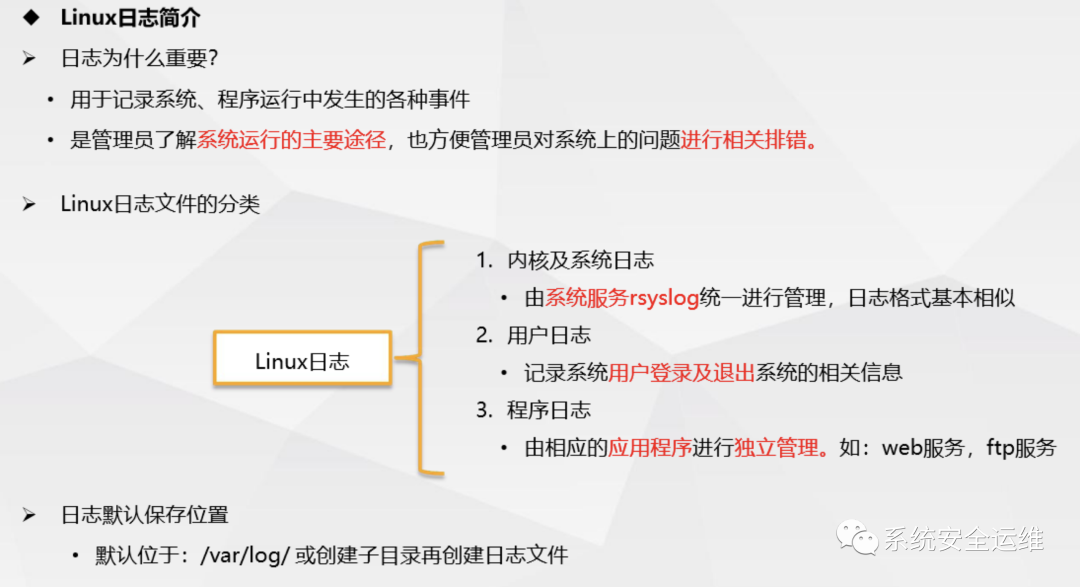 ◆ Linux日志简介
➢ 日志为什么重要?
• 用于记录系统、程序运行中发生的各种事件
• 是管理员了解系统运行的主要途径，也方便管理员对系统上的问题进行相关排错。
➢ Linux日志文件的分类
Linux日志
1. 内核及系统日志
• 由系统服务rsyslog统一进行管理，日志格式基本相似
2. 用户日志
• 记录系统用户登录及退出系统的相关信息
3. 程序日志
• 由相应的应用程序进行独立管理。如：web服务，ftp服务
➢ 日志默认保存位置
• 默认位于：/var/log/ 或创建子目录再创建日志文件
系统安全运维